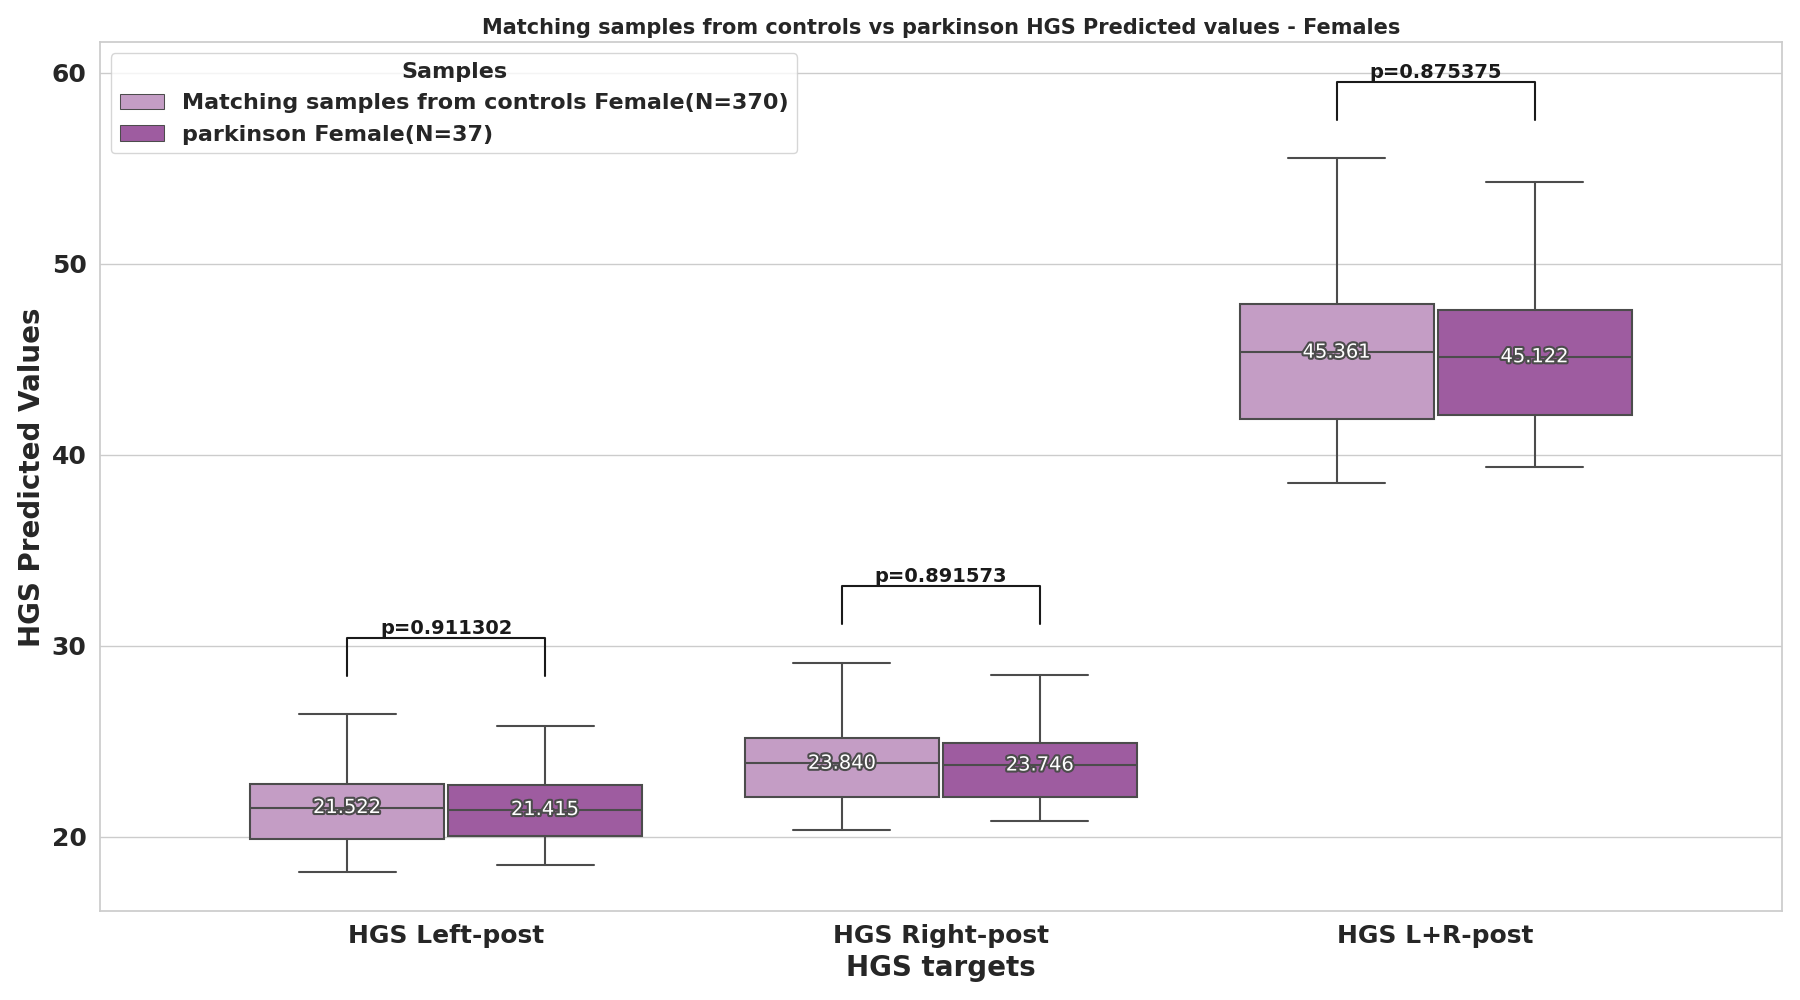 Matching samples from controls vs parkinson HGS Predicted values - Females
Samples
Matching samples from controls Female(N=370)
parkinson Female(N=37)
HGS Predicted Values
60
50
40
30
20
p=0.911302
p=0.891573
p=0.875375
21.522
21.415
23.840
23.746
45.361
45.122
HGS Left-post
HGS Right-post
HGS L+R-post
HGS targets